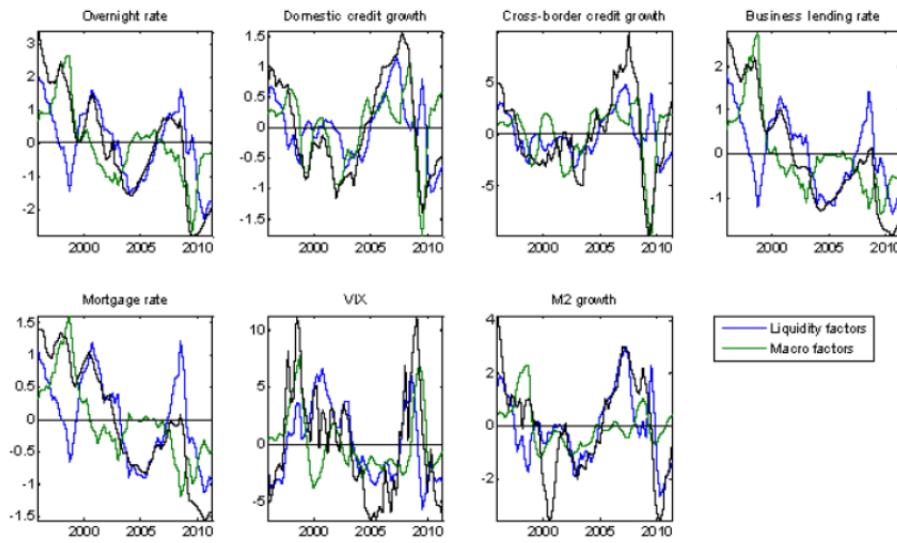 Overnight rate
Domestic credit growth
Cross-border credit growth
Business lending rate
3
2
1
0
-1
-2
2000 2005 2010
1.5
1
0.5
0
-0.5
-1
-1.5
2000 2005 2010
5
0
-5
2000 2005 2010
2
1
0
-1
2000 2005 2010
Mortgage rate
VIX
M2 growth
1.5
1
0.5
0
-0.5
-1
-1.5
2000 2005 2010
10
5
0
-5
2000 2005 2010
4
2
0
-2
2000 2005 2010
Liquidity factors
Macro factors